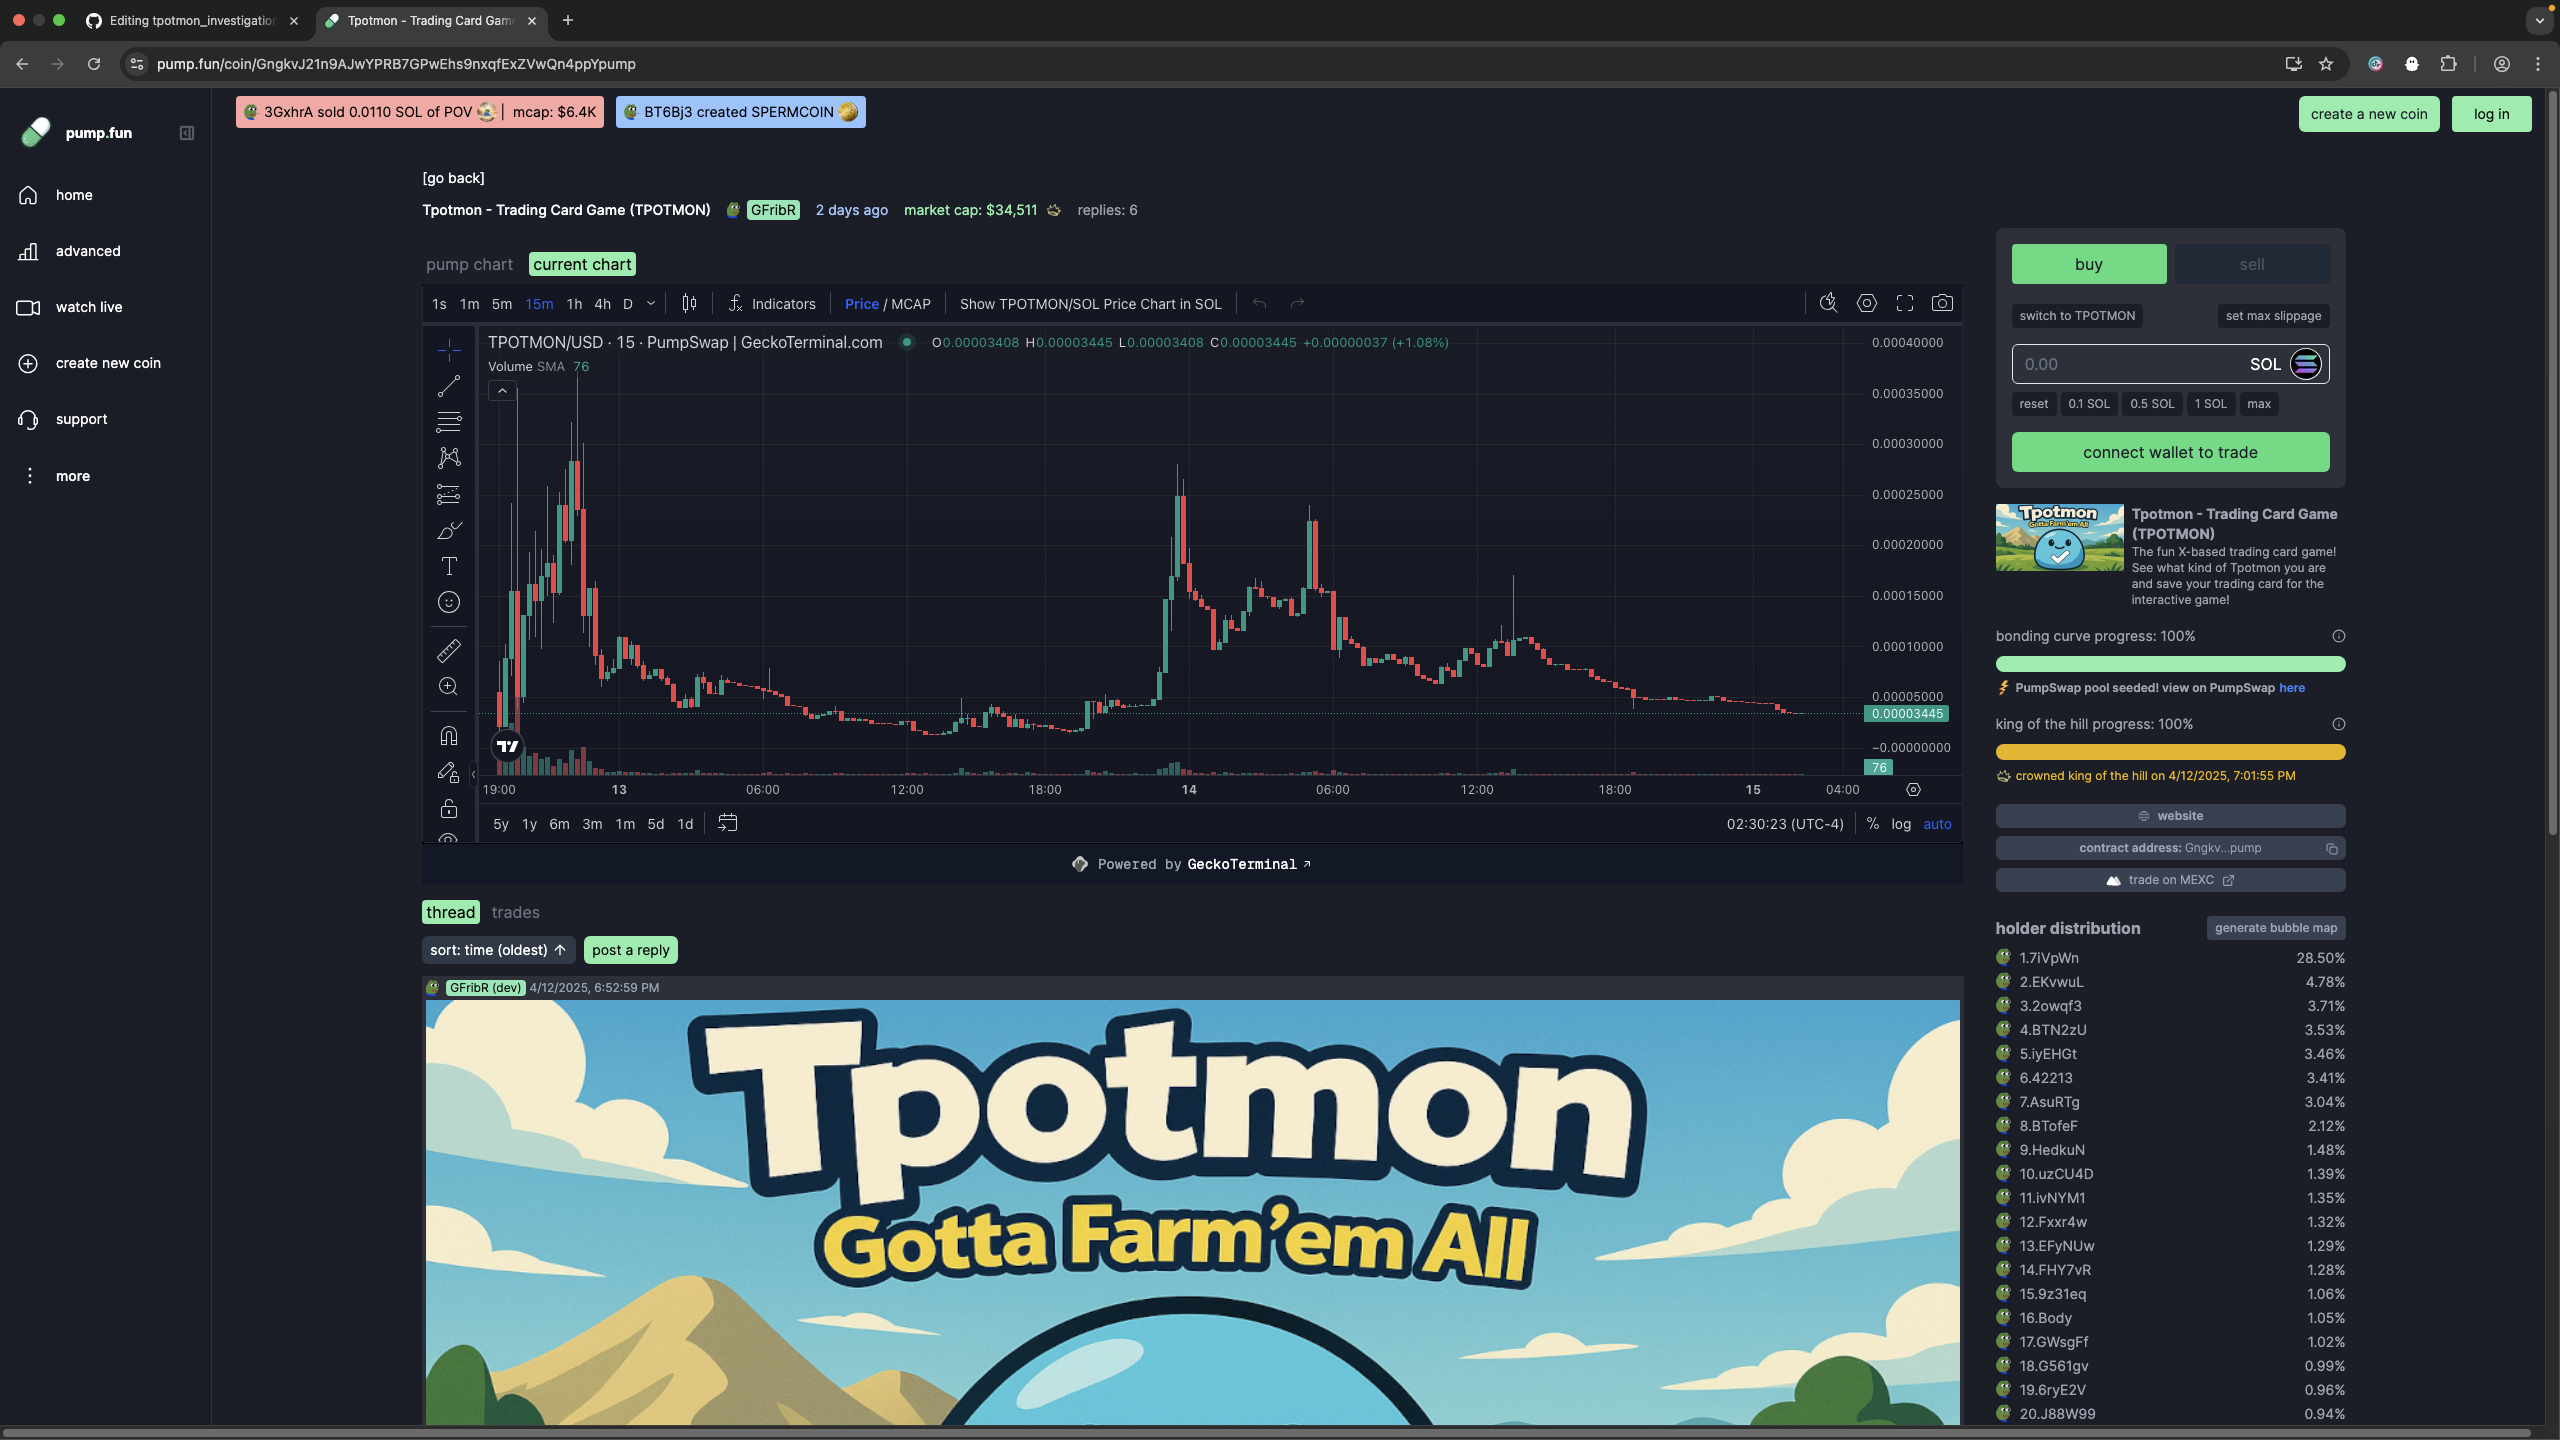 Editing tpotmon_investigation
Tpotmon - Trading Card Gam
pump.fun/coin/GngkvJ21n9AJwYPRB7GPwEhs9nxqfExZVwQn4ppYpump
pump.fun
3GxhrA sold 0.0110 SOL of POV | mcap: $6.4K
BT6Bj3 created SPERMCOIN
create a new coin
log in
home
advanced
watch live
create new coin
support
more
[go back]
Tpotmon - Trading Card Game (TPOTMON) GFribR 2 days ago market cap: $34,511 replies: 6
pump chart current chart
1s 1m 5m 15m 1h 4h D Indicators Price / MCAP Show TPOTMON/SOL Price Chart in SOL
TPOTMON/USD · 15 · PumpSwap | GeckoTerminal.com O0.00003408 H0.00003445 L0.00003408 C0.00003445 +0.00000037 (+1.08%)
Volume SMA 76
0.00040000
0.00035000
0.00030000
0.00025000
0.00020000
0.00015000
0.00010000
0.00005000
0.00003445
−0.00000000
76
19:00 13 06:00 12:00 18:00 14 06:00 12:00 18:00 15 04:00
5y 1y 6m 3m 1m 5d 1d
02:30:23 (UTC-4) % log auto
Powered by GeckoTerminal ↗
thread trades
sort: time (oldest) ↑ post a reply
GFribR (dev) 4/12/2025, 6:52:59 PM
Tpotmon
Gotta Farm'em All
buy
sell
switch to TPOTMON
set max slippage
0.00
SOL
reset 0.1 SOL 0.5 SOL 1 SOL max
connect wallet to trade
Tpotmon
Gotta Farm'em All
Tpotmon - Trading Card Game
(TPOTMON)
The fun X-based trading card game!
See what kind of Tpotmon you are
and save your trading card for the
interactive game!
bonding curve progress: 100%
PumpSwap pool seeded! view on PumpSwap here
king of the hill progress: 100%
crowned king of the hill on 4/12/2025, 7:01:55 PM
website
contract address: Gngkv...pump
trade on MEXC
holder distribution
generate bubble map
1.7iVpWn 28.50%
2.EKvwuL 4.78%
3.2owqf3 3.71%
4.BTN2zU 3.53%
5.iyEHGt 3.46%
6.42213 3.41%
7.AsuRTg 3.04%
8.BTofeF 2.12%
9.HedkuN 1.48%
10.uzCU4D 1.39%
11.ivNYM1 1.35%
12.Fxxr4w 1.32%
13.EFyNUw 1.29%
14.FHY7vR 1.28%
15.9z31eq 1.06%
16.Body 1.05%
17.GWsgFf 1.02%
18.G561gv 0.99%
19.6ryE2V 0.96%
20.J88W99 0.94%